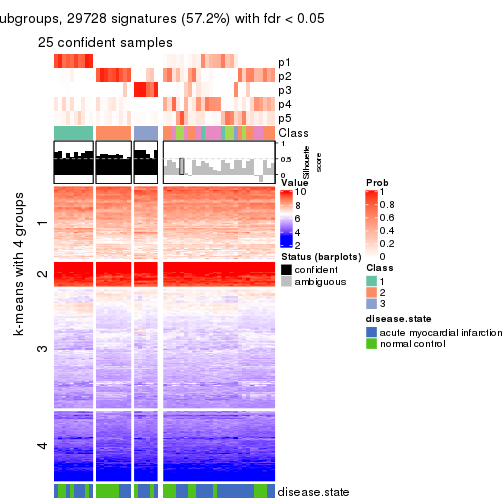 ubgroups, 29728 signatures (57.2%) with fdr < 0.05
25 confident samples
p1
p2
p3
p4
p5
Class
1
0.5
0
Silhouette
score
k-means with 4 groups
1
2
3
4
Value
10
8
6
4
2
Status (barplots)
confident
ambiguous
Prob
1
0.8
0.6
0.4
0.2
0
Class
1
2
3
disease.state
acute myocardial infarction
normal control
disease.state